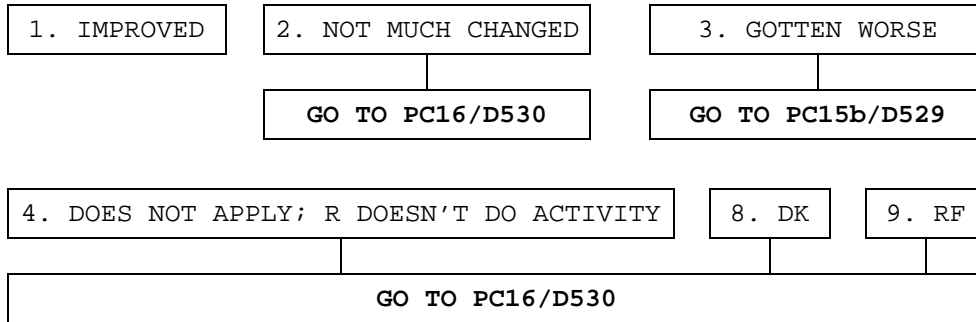 1. IMPROVED 2. NOT MUCH CHANGED 3. GOTTEN WORSE
GO TO PC16/D530 GO TO PC15b/D529
4. DOES NOT APPLY; R DOESN'T DO ACTIVITY 8. DK 9. RF
GO TO PC16/D530